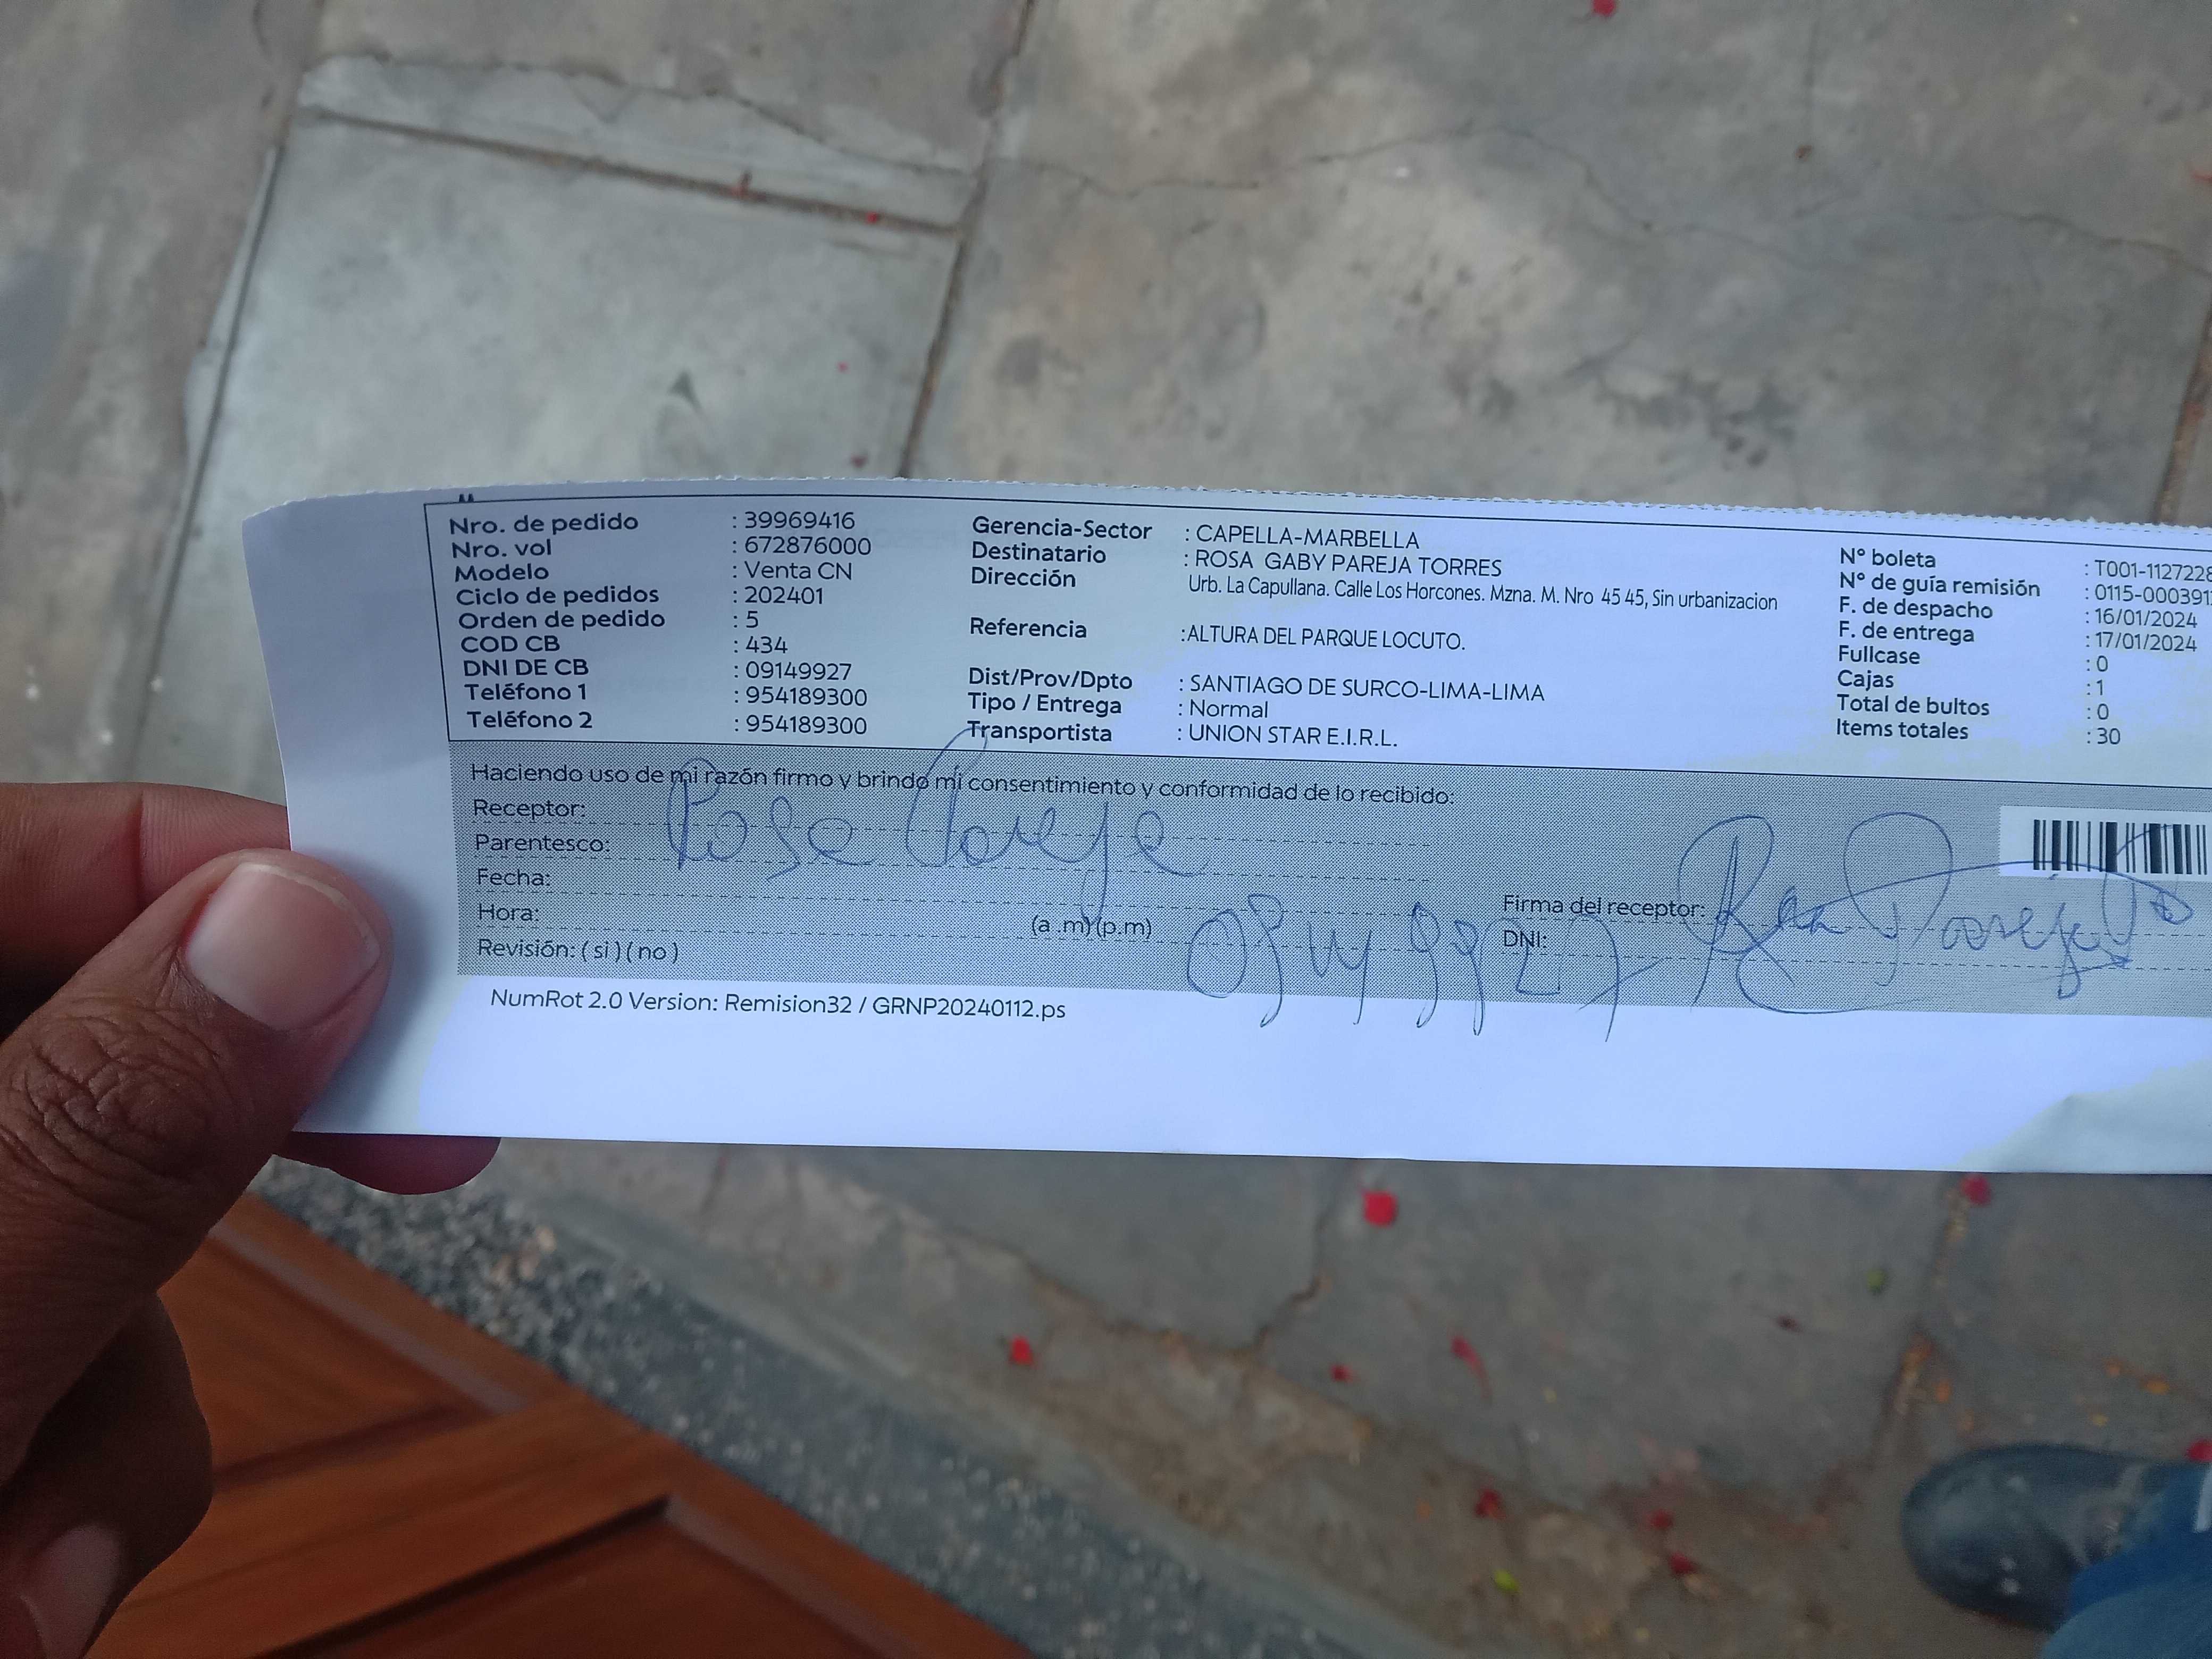 Nro. de pedido : 39969416
Nro. vol : 672876000
Modelo : Venta CN
Ciclo de pedidos : 202401
Orden de pedido : 5
COD CB : 434
DNI DE CB : 09149927
Teléfono 1 : 954189300
Teléfono 2 : 954189300
Gerencia-Sector : CAPELLA-MARBELLA
Destinatario : ROSA GABY PAREJA TORRES
Dirección Urb. La Capullana. Calle Los Horcones. Mzna. M. Nro 45 45, Sin urbanizacion
Referencia :ALTURA DEL PARQUE LOCUTO.
Dist/Prov/Dpto : SANTIAGO DE SURCO-LIMA-LIMA
Tipo / Entrega : Normal
Transportista : UNION STAR E.I.R.L.
N° boleta : T001-1127228
N° de guía remisión : 0115-000391
F. de despacho : 16/01/2024
F. de entrega : 17/01/2024
Fullcase : 0
Cajas : 1
Total de bultos : 0
Items totales : 30
Haciendo uso de mi razón firmo y brindo mi consentimiento y conformidad de lo recibido:
Receptor: Rosa Pareja
Parentesco:
Fecha:
Hora: (a .m)(p.m)
Revisión: ( si ) ( no )
Firma del receptor:
DNI:
NumRot 2.0 Version: Remision32 / GRNP20240112.ps